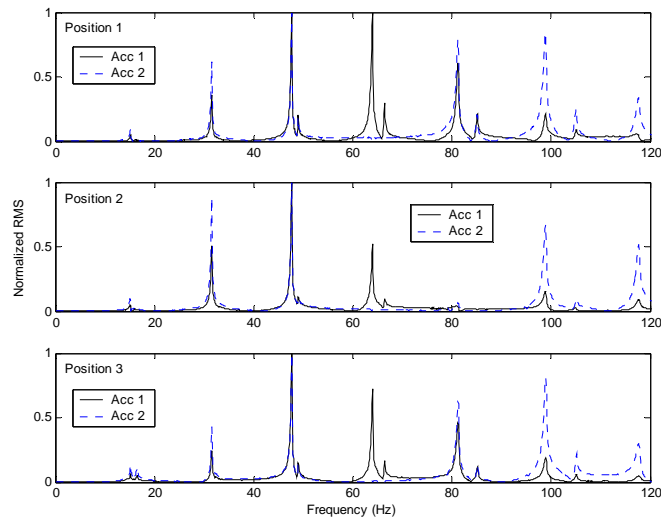 Position 1
Acc 1
Acc 2
1
0.5
0
0 20 40 60 80 100 120
Position 2
Acc 1
Acc 2
Normalized RMS
1
0.5
0
0 20 40 60 80 100 120
Position 3
Acc 1
Acc 2
1
0.5
0
0 20 40 60 80 100 120
Frequency (Hz)